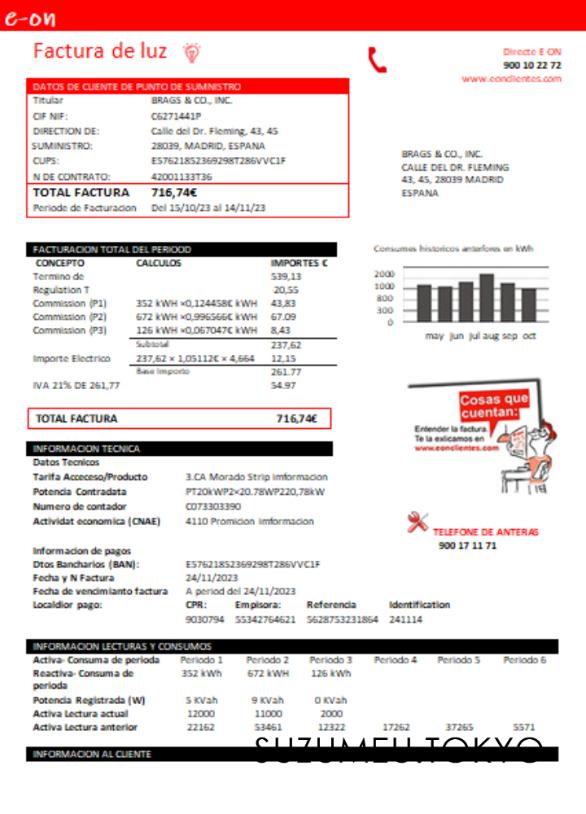 e-on
Factura de luz
Directe E ON
900 10 22 72
www.eonclientes.com
DATOS DE CLIENTE DE PUNTO DE SUMINISTRO
Titular BRAGS & CO., INC.
CIF NIF: C6271441P
DIRECTION DE: Calle del Dr. Fleming, 43, 45
SUMINISTRO: 28039, MADRID, ESPANA
CUPS: E57621852369298T286VVC1F
N DE CONTRATO: 42001133T36
TOTAL FACTURA 716,74€
Periode de Facturacion Del 15/10/23 al 14/11/23
BRAGS & CO., INC.
CALLE DEL DR. FLEMING
43, 45, 28039 MADRID
ESPANA
FACTURACION TOTAL DEL PERIOOD
CONCEPTO CALCULOS IMPORTES €
Termino de 539,13
Regulation T 20,55
Commission (P1) 352 kWH ×0,124458€ kWH 43,83
Commission (P2) 672 kWH ×0,996566€ kWH 67.09
Commission (P3) 126 kWH ×0,067047€ kWH 8,43
Subtotal 237,62
Importe Electrico 237,62 × 1,05112€ × 4,664 12,15
Base Importo 261.77
IVA 21% DE 261,77 54.97
TOTAL FACTURA 716,74€
Consumes historicos anterfores en kWh
2000
1000
800
300
0
may jun jul aug sep oct
Cosas que
cuentan:
Entender la factura.
Te la exlicamos en
www.eonclientes.com
INFORMACION TECNICA
Datos Tecnicos
Tarifa Acceceso/Producto 3.CA Morado Strip imformacion
Potencia Contradata PT20kWP2×20.78WP220,78kW
Numero de contador C073303390
Actividat economica (CNAE) 4110 Promicion imformacion
TELEFONE DE ANTERAS
900 17 11 71
Informacion de pagos
Dtos Bancharios (BAN): E57621852369298T286VVC1F
Fecha y N Factura 24/11/2023
Fecha de vencimianto factura A period del 24/11/2023
Localdior pago: CPR: Empisora: Referencia Identification
9030794 55342764621 5628753231864 241114
INFORMACION LECTURAS Y CONSUMOS
Activa- Consuma de perioda Periodo 1 Periodo 2 Periodo 3 Periodo 4 Periodo 5 Periodo 6
Reactiva- Consuma de perioda 352 kWh 672 kWH 126 kWh
Potencia Registrada (W) 5 KVah 9 KVah 0 KVah
Activa Lectura actual 12000 11000 2000
Activa Lectura anterior 22162 53461 12322 17262 37265 5571
INFORMACION AL CLIENTE
SUZUMEU.TOKYO